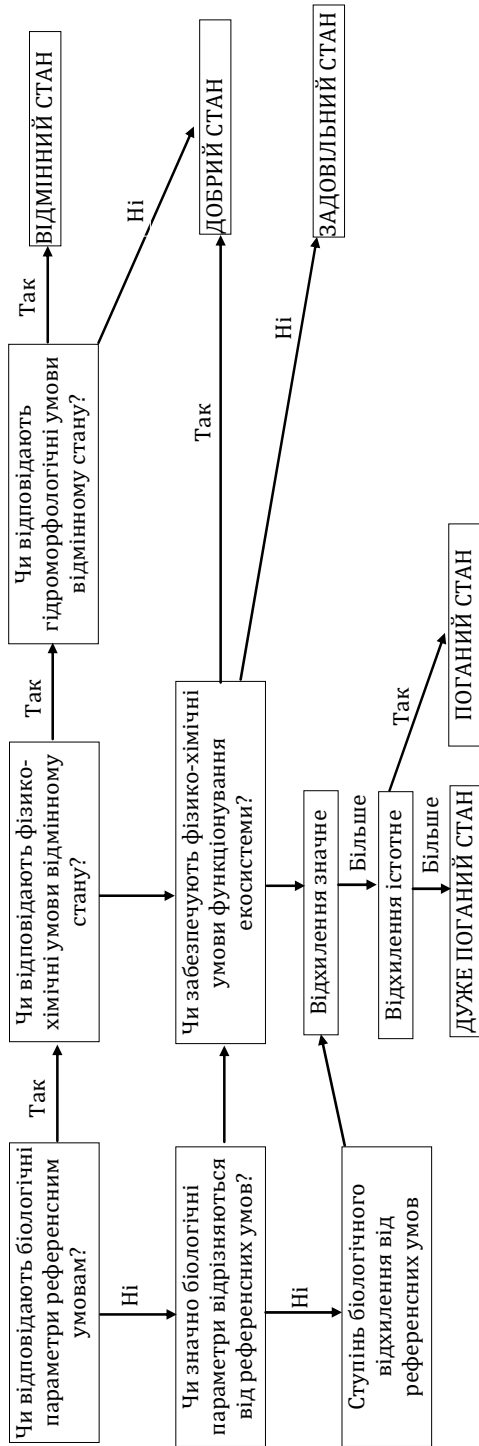 Чи відповідають біологічні
параметри референсним
умовам?
Так
Чи відповідають фізико-
хімічні умови відмінному
стану?
Так
Чи відповідають
гідроморфологічні умови
відмінному стану?
Так
ВІДМІННИЙ СТАН
Ні
Ні
Чи значно біологічні
параметри відрізняються
від референсних умов?
Чи забезпечують фізико-хімічні
умови функціонування
екосистеми?
Так
ДОБРИЙ СТАН
Ні
ЗАДОВІЛЬНИЙ СТАН
Ні
Ступінь біологічного
відхилення від
референсних умов
Відхилення значне
Більше
Відхилення істотне
Так
ПОГАНИЙ СТАН
Більше
ДУЖЕ ПОГАНИЙ СТАН